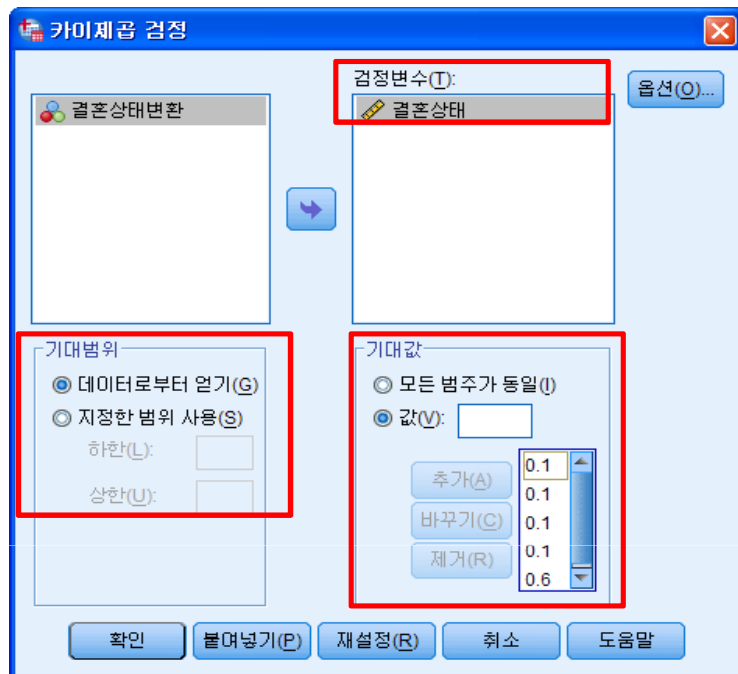 카이제곱 검정
검정변수(T):
옵션(O)...
결혼상태변환
결혼상태
기대범위
데이터로부터 얻기(G)
지정한 범위 사용(S)
하한(L):
상한(U):
기대값
모든 범주가 동일(I)
값(V):
추가(A)
바꾸기(C)
제거(R)
0.1
0.1
0.1
0.1
0.6
확인
붙여넣기(P)
재설정(R)
취소
도움말